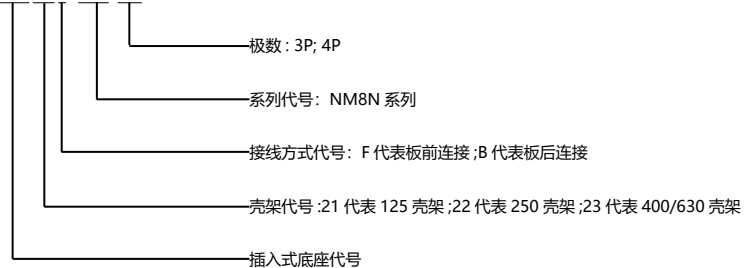 极数 : 3P; 4P
系列代号：NM8N 系列
接线方式代号：F 代表板前连接 ;B 代表板后连接
壳架代号 :21 代表 125 壳架 ;22 代表 250 壳架 ;23 代表 400/630 壳架
插入式底座代号